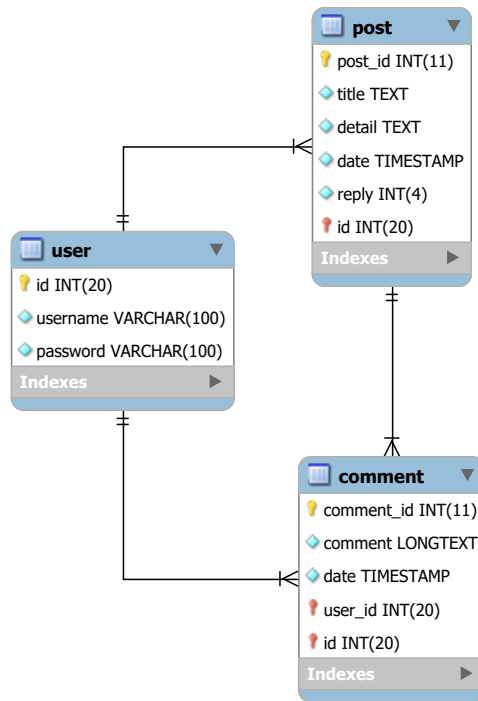 post
post_id INT(11)
title TEXT
detail TEXT
date TIMESTAMP
reply INT(4)
id INT(20)
Indexes
user
id INT(20)
username VARCHAR(100)
password VARCHAR(100)
Indexes
comment
comment_id INT(11)
comment LONGTEXT
date TIMESTAMP
user_id INT(20)
id INT(20)
Indexes